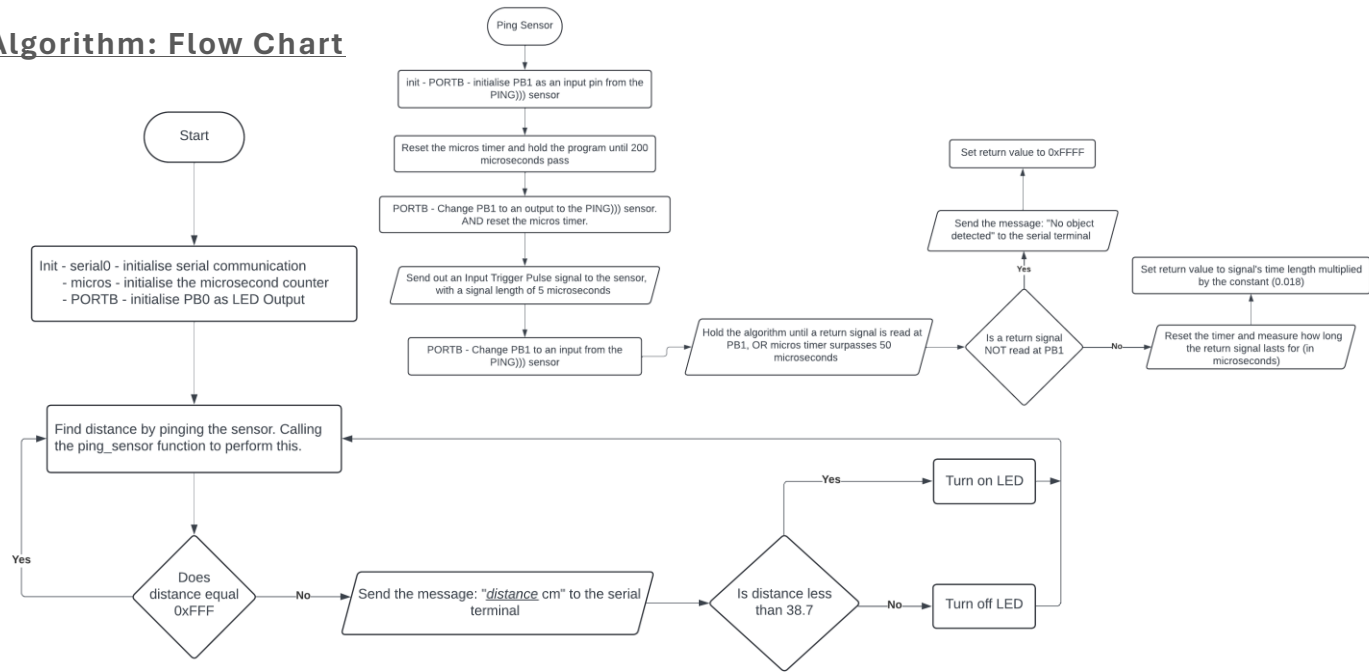 Algorithm: Flow Chart
Start
Init - serial0 - initialise serial communication
- micros - initialise the microsecond counter
- PORTB - initialise PB0 as LED Output
Find distance by pinging the sensor. Calling
the ping_sensor function to perform this.
Does
distance equal
0xFFF
Yes
No
Send the message: "distance cm" to the serial
terminal
Is distance less
than 38.7
Yes
Turn on LED
No
Turn off LED
Ping Sensor
init - PORTB - initialise PB1 as an input pin from the
PING))) sensor
Reset the micros timer and hold the program until 200
microseconds pass
PORTB - Change PB1 to an output to the PING))) sensor.
AND reset the micros timer.
Send out an Input Trigger Pulse signal to the sensor,
with a signal length of 5 microseconds
PORTB - Change PB1 to an input from the
PING))) sensor
Hold the algorithm until a return signal is read at
PB1, OR micros timer surpasses 50
microseconds
Is a return signal
NOT read at PB1
Yes
Send the message: "No object
detected" to the serial terminal
Set return value to 0xFFFF
No
Reset the timer and measure how long
the return signal lasts for (in
microseconds)
Set return value to signal's time length multiplied
by the constant (0.018)